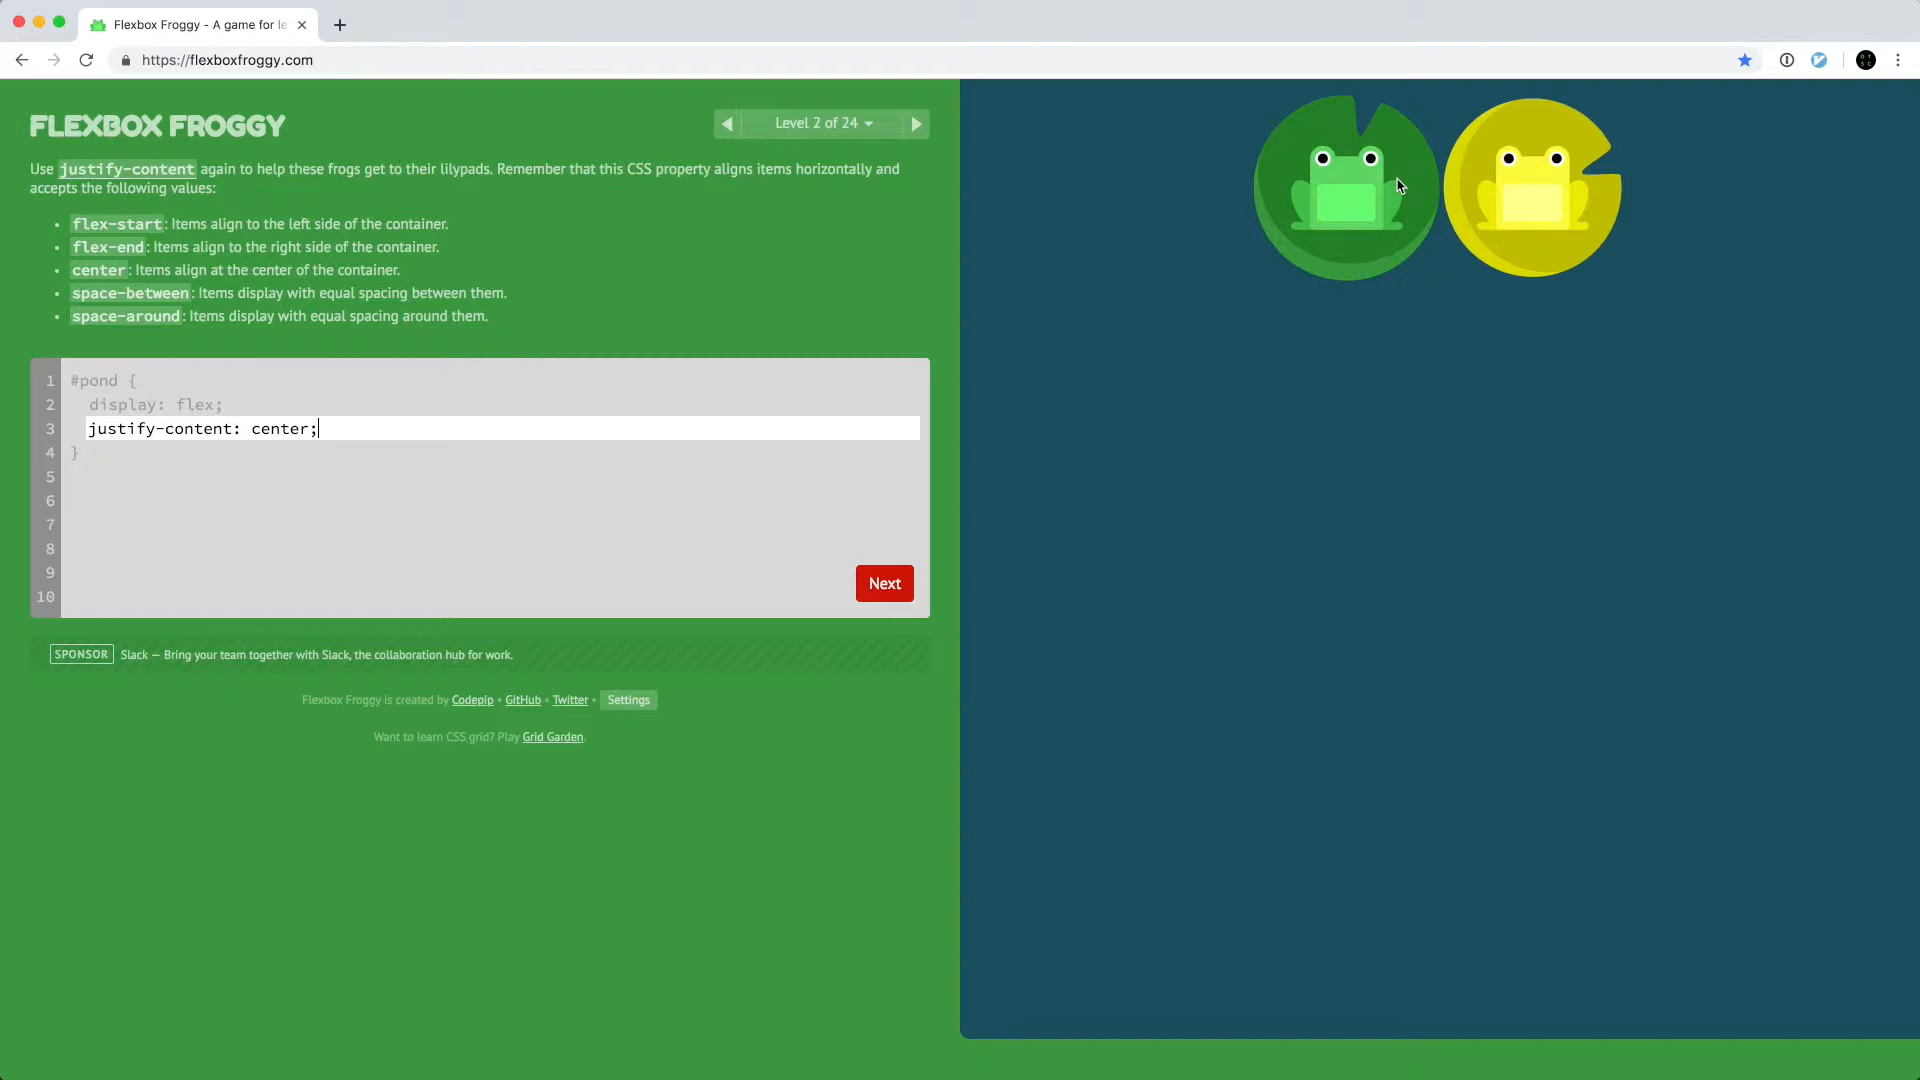 Flexbox Froggy - A game for le
https://flexboxfroggy.com
FLEXBOX FROGGY
Level 2 of 24
Use justify-content again to help these frogs get to their lilypads. Remember that this CSS property aligns items horizontally and
accepts the following values:
flex-start: Items align to the left side of the container.
flex-end: Items align to the right side of the container.
center: Items align at the center of the container.
space-between: Items display with equal spacing between them.
space-around: Items display with equal spacing around them.
1 #pond {
2 display: flex;
3 justify-content: center;
4 }
5
6
7
8
9
10
Next
SPONSOR Slack — Bring your team together with Slack, the collaboration hub for work.
Flexbox Froggy is created by Codepip • GitHub • Twitter • Settings
Want to learn CSS grid? Play Grid Garden.